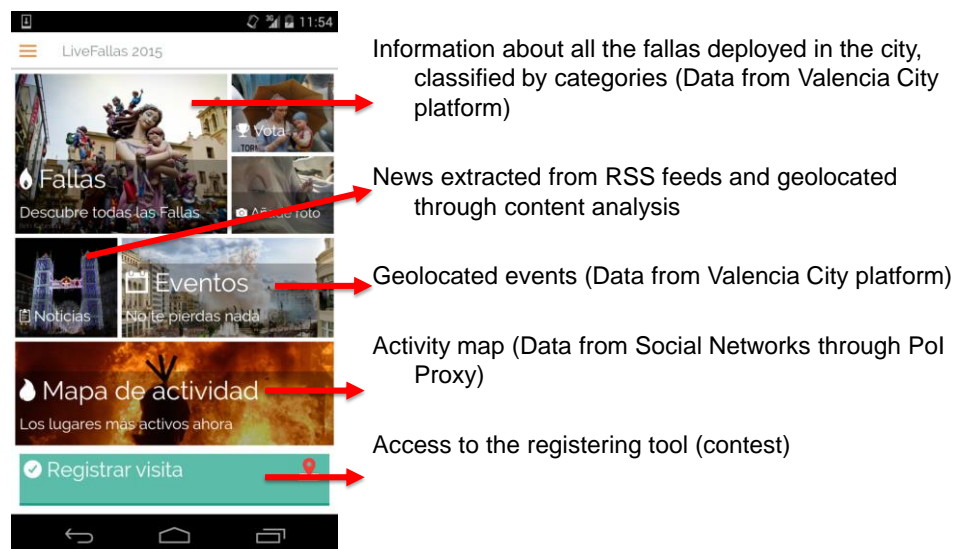 11:54
LiveFallas 2015
Vota
TORN
Fallas
Descubre todas las Fallas
Añade foto
Noticias
Eventos
No te pierdas nada
Mapa de actividad
Los lugares más activos ahora
Registrar visita
Information about all the fallas deployed in the city,
classified by categories (Data from Valencia City
platform)
News extracted from RSS feeds and geolocated
through content analysis
Geolocated events (Data from Valencia City platform)
Activity map (Data from Social Networks through PoI
Proxy)
Access to the registering tool (contest)